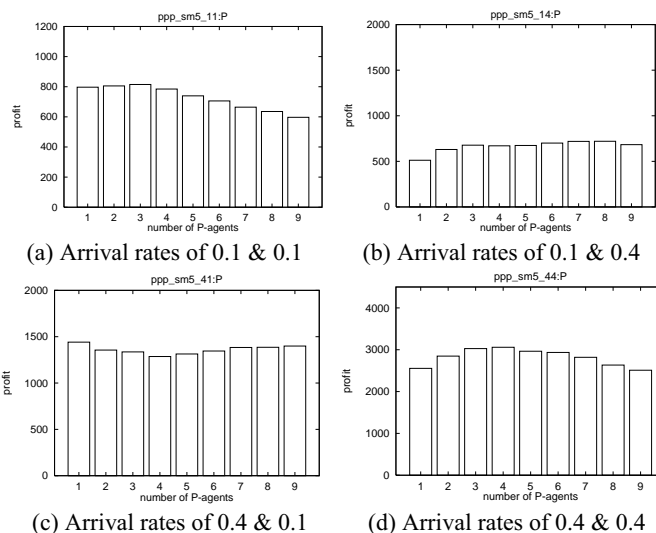 ppp_sm5_11:P
1200
1000
800
600
400
200
0
profit
1 2 3 4 5 6 7 8 9
number of P-agents
(a) Arrival rates of 0.1 & 0.1
ppp_sm5_14:P
2000
1500
1000
500
0
profit
1 2 3 4 5 6 7 8 9
number of P-agents
(b) Arrival rates of 0.1 & 0.4
ppp_sm5_41:P
2000
1500
1000
500
0
profit
1 2 3 4 5 6 7 8 9
number of P-agents
(c) Arrival rates of 0.4 & 0.1
ppp_sm5_44:P
4000
3000
2000
1000
0
profit
1 2 3 4 5 6 7 8 9
number of P-agents
(d) Arrival rates of 0.4 & 0.4